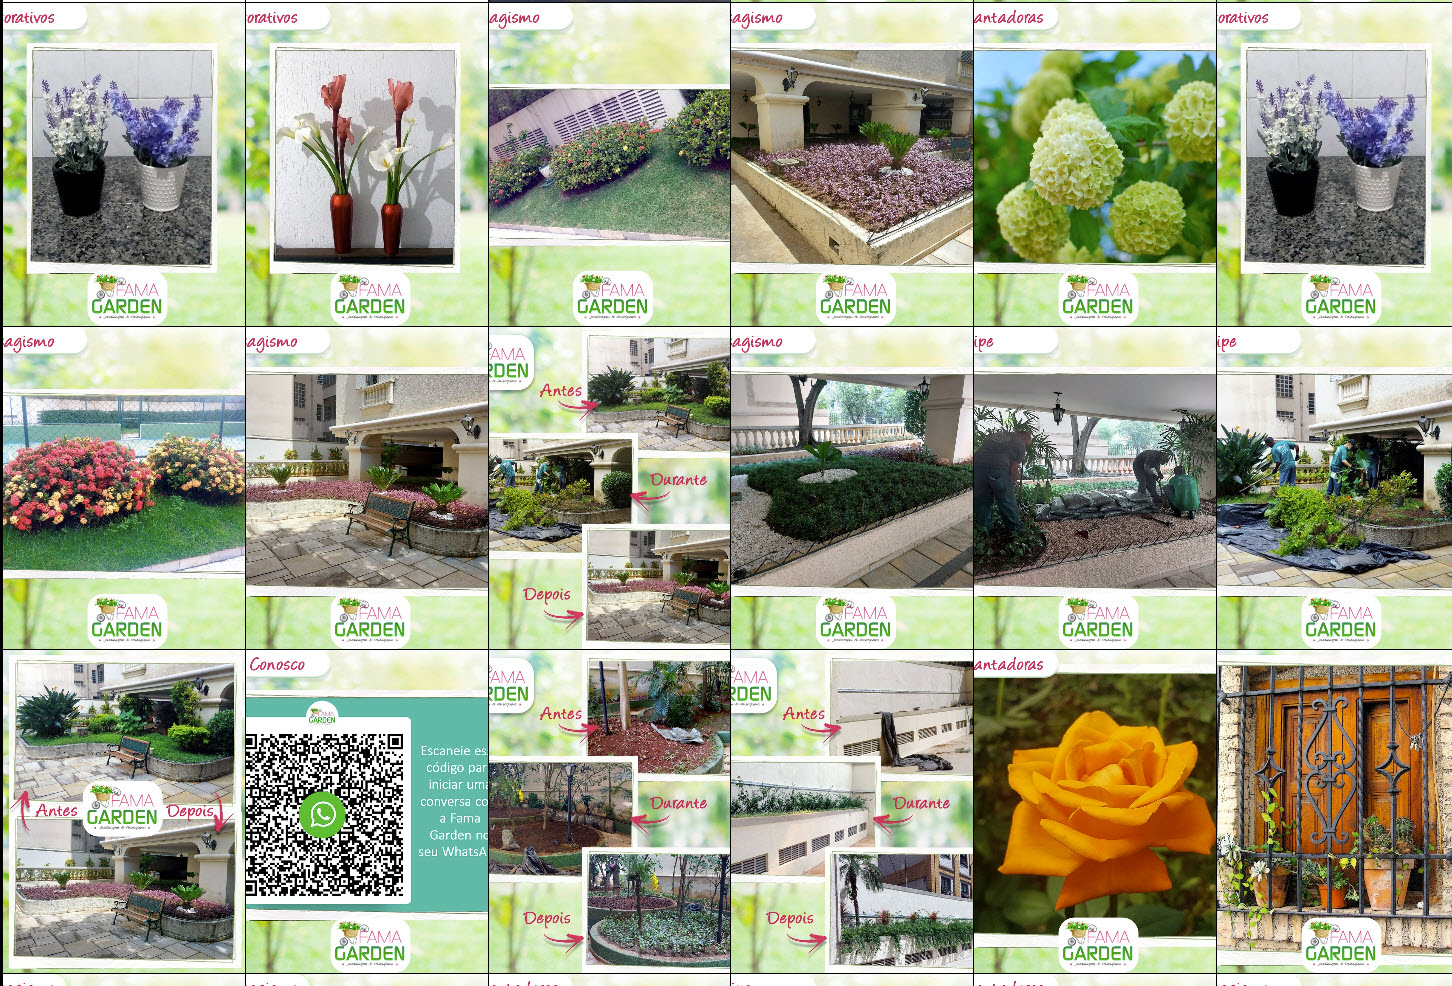 orativos
orativos
agismo
agismo
antadoras
orativos
FAMA
GARDEN
FAMA
GARDEN
FAMA
GARDEN
FAMA
GARDEN
FAMA
GARDEN
FAMA
GARDEN
agismo
agismo
AMA
RDEN
Antes
Durante
Depois
agismo
ipe
ipe
FAMA
GARDEN
FAMA
GARDEN
FAMA
GARDEN
FAMA
GARDEN
FAMA
GARDEN
Antes
FAMA
GARDEN
Depois
Conosco
GARDEN
Escaneie es
código par
iniciar uma
conversa co
a Fama
Garden no
seu WhatsA
FAMA
GARDEN
AMA
RDEN
Antes
Durante
Depois
AMA
DEN
Antes
Durante
Depois
antadoras
FAMA
GARDEN
FAMA
GARDEN